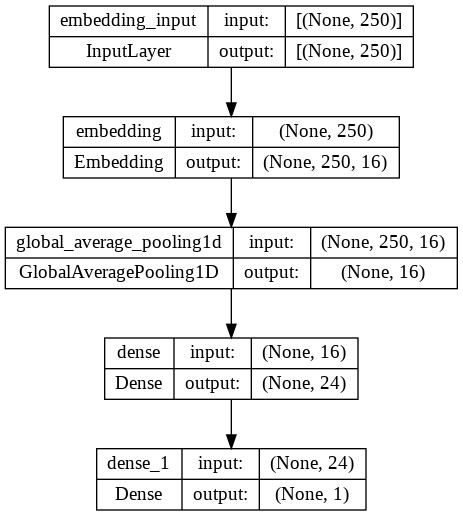 embedding_input input: [(None, 250)]
InputLayer output: [(None, 250)]
embedding input: (None, 250)
Embedding output: (None, 250, 16)
global_average_pooling1d input: (None, 250, 16)
GlobalAveragePooling1D output: (None, 16)
dense input: (None, 16)
Dense output: (None, 24)
dense_1 input: (None, 24)
Dense output: (None, 1)